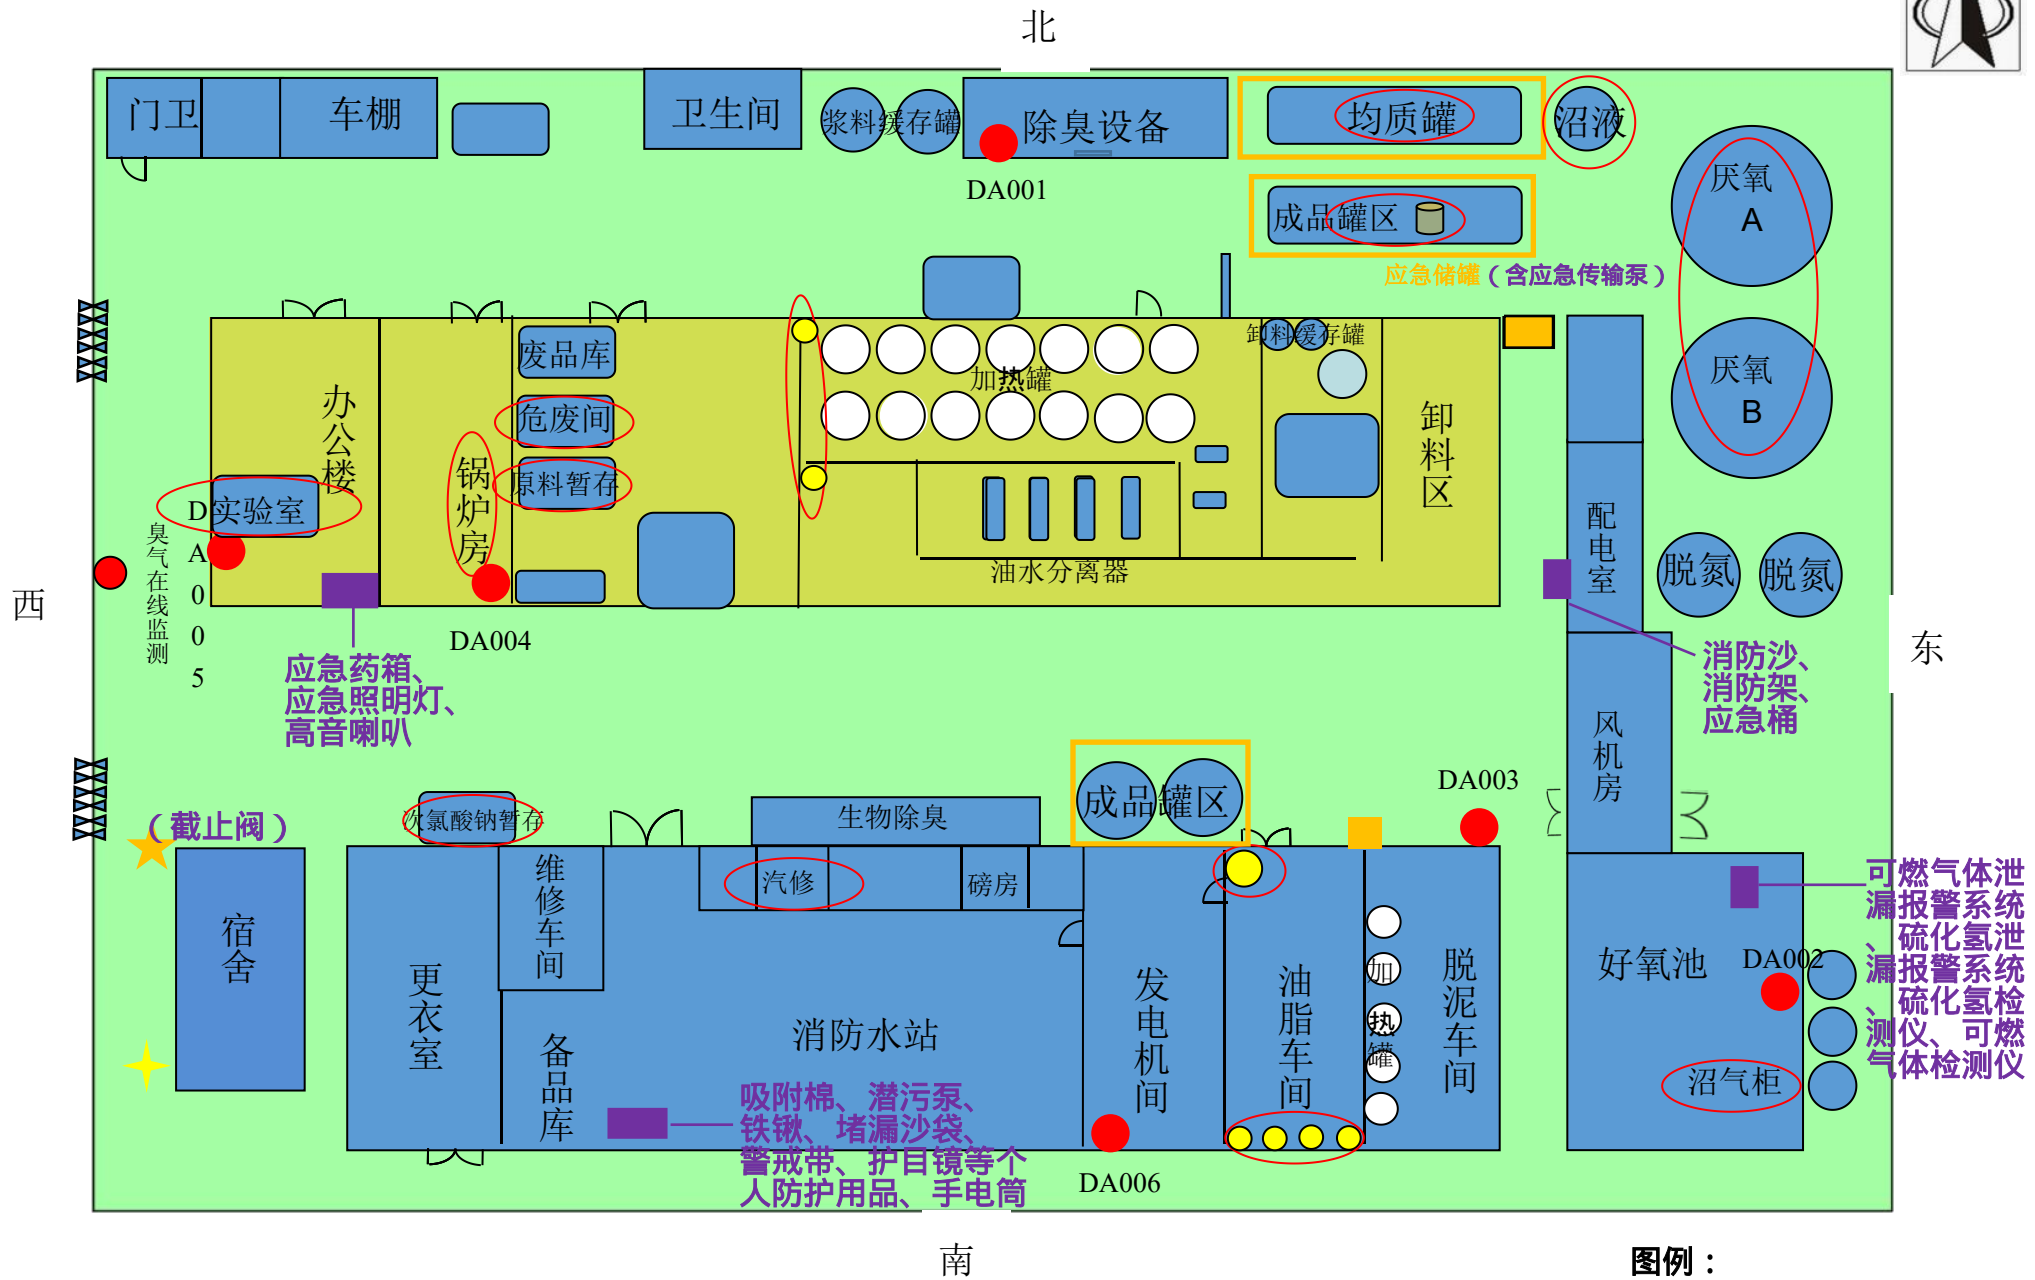 北
门卫
车棚
卫生间
浆料缓存罐
除臭设备
均质罐
沼液
DA001
厌氧
A
成品罐区
应急储罐（含应急传输泵）
废品库
卸料缓存罐
厌氧
B
加热罐
办公楼
危废间
卸料区
锅炉房
原料暂存
实验室
DA005
臭气在线监测
配电室
脱氮
脱氮
油水分离器
西
东
DA004
应急药箱、
应急照明灯、
高音喇叭
消防沙、
消防架、
应急桶
风机房
DA003
成品罐区
（截止阀）
次氯酸钠暂存
生物除臭
维修车间
汽修
磅房
宿舍
更衣室
备品库
消防水站
发电机间
油脂车间
加热罐
脱泥车间
好氧池
DA002
可燃气体泄
漏报警系统
、硫化氢泄
漏报警系统
、硫化氢检
测仪、可燃
气体检测仪
沼气柜
吸附棉、潜污泵、
铁锹、堵漏沙袋、
警戒带、护目镜等个
人防护用品、手电筒
DA006
南
图例：